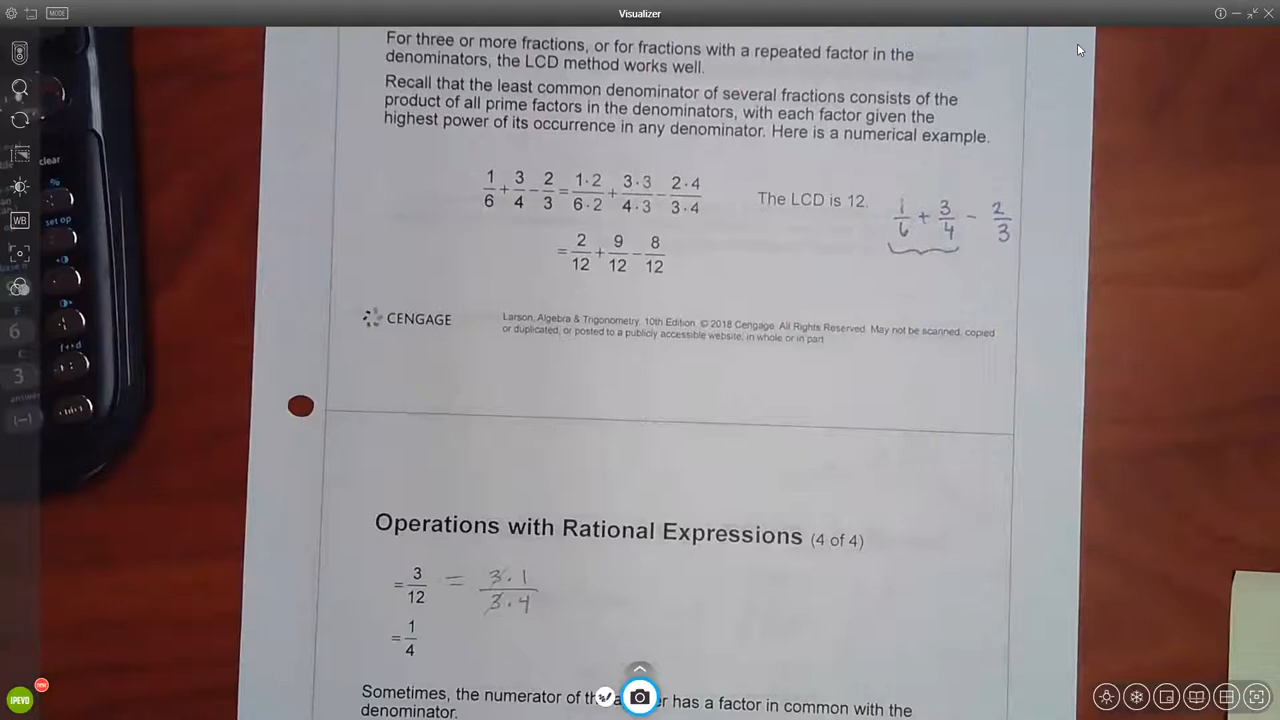 MODE
Visualizer
For three or more fractions, or for fractions with a repeated factor in the
denominators, the LCD method works well.
Recall that the least common denominator of several fractions consists of the
product of all prime factors in the denominators, with each factor given the
highest power of its occurrence in any denominator. Here is a numerical example.
1/6 + 3/4 - 2/3 = 1·2/6·2 + 3·3/4·3 - 2·4/3·4 The LCD is 12. 1/6 + 3/4 - 2/3
= 2/12 + 9/12 - 8/12
CENGAGE
Larson, Algebra & Trigonometry, 10th Edition. © 2018 Cengage. All Rights Reserved. May not be scanned, copied
or duplicated, or posted to a publicly accessible website, in whole or in part
Operations with Rational Expressions (4 of 4)
= 3/12 = 3·1/3·4
= 1/4
Sometimes, the numerator of the r has a factor in common with the
denominator.
clear
set op
F
6
3
answer
(−)
WB
IPEVO
new